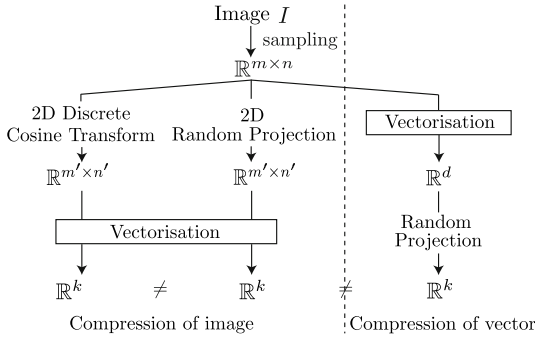 Image I
sampling
ℝ^{m×n}
2D Discrete
Cosine Transform
2D
Random Projection
Vectorisation
ℝ^{m′×n′}
ℝ^{m′×n′}
ℝ^d
Vectorisation
Random
Projection
ℝ^k ≠ ℝ^k ≠ ℝ^k
Compression of image
Compression of vector